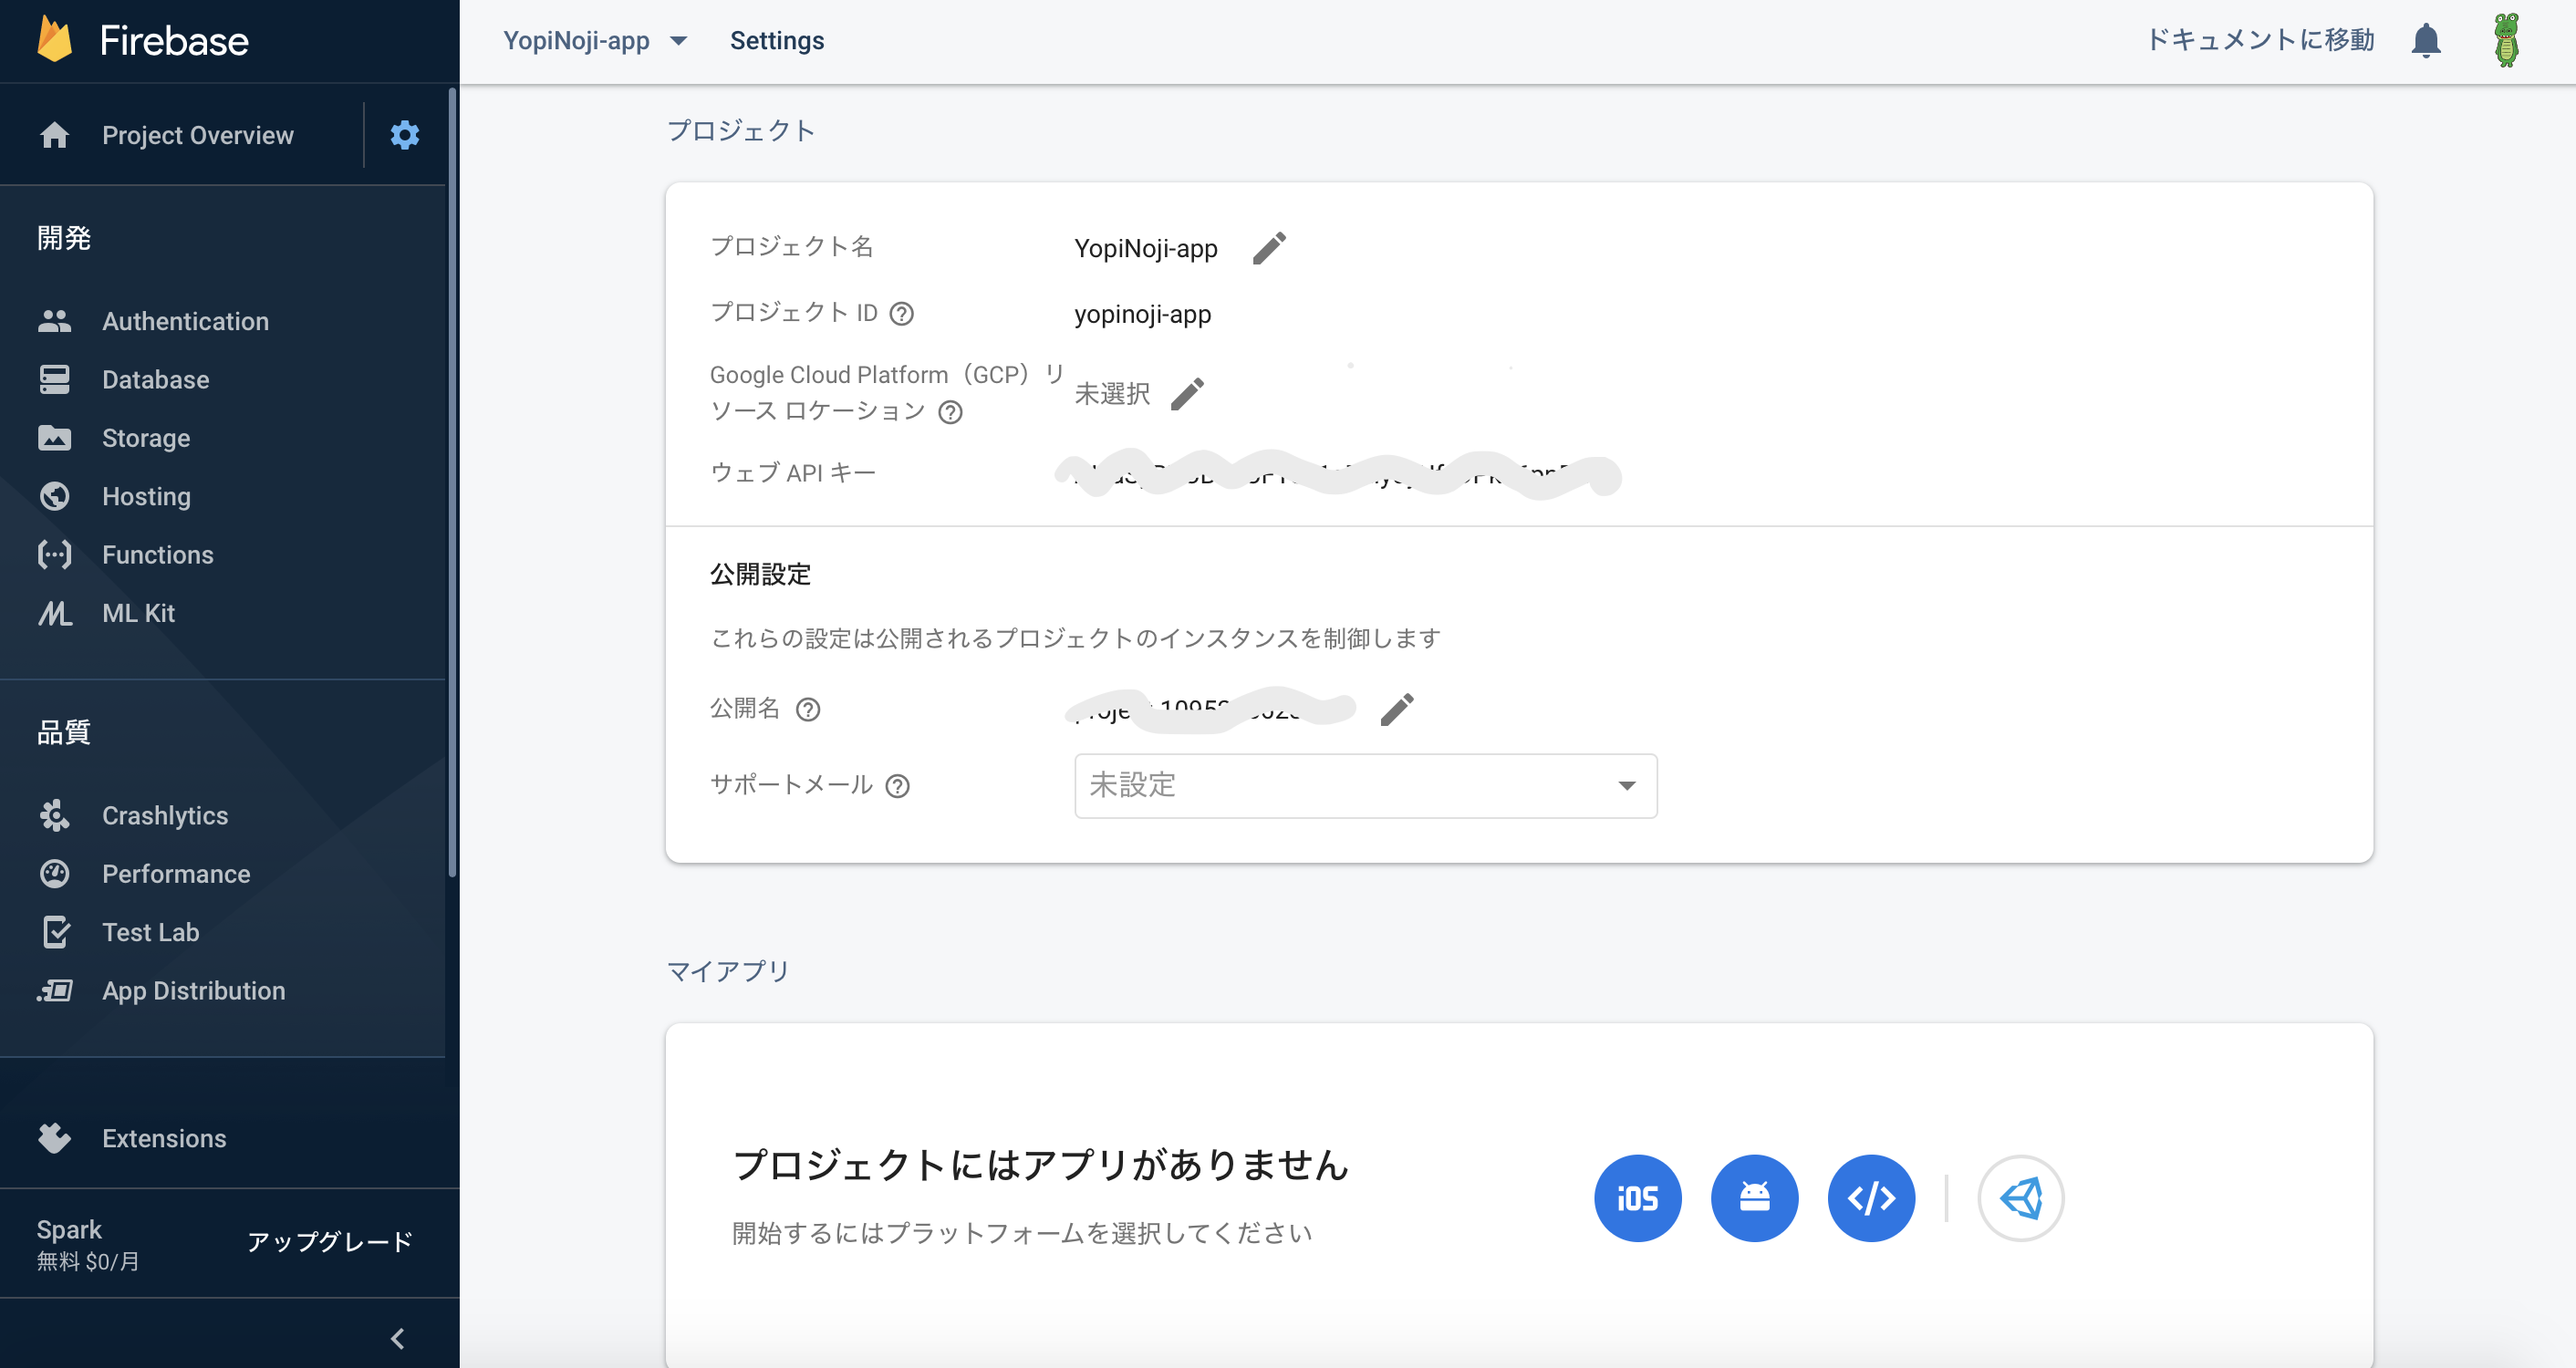 Firebase
YopiNoji-app
Settings
ドキュメントに移動
Project Overview
開発
Authentication
Database
Storage
Hosting
Functions
ML Kit
品質
Crashlytics
Performance
Test Lab
App Distribution
Extensions
Spark
無料 $0/月
アップグレード
プロジェクト
プロジェクト名
YopiNoji-app
プロジェクト ID
yopinoji-app
Google Cloud Platform（GCP）リ
ソース ロケーション
未選択
ウェブ API キー
公開設定
これらの設定は公開されるプロジェクトのインスタンスを制御します
公開名
サポートメール
未設定
マイアプリ
プロジェクトにはアプリがありません
開始するにはプラットフォームを選択してください
iOS